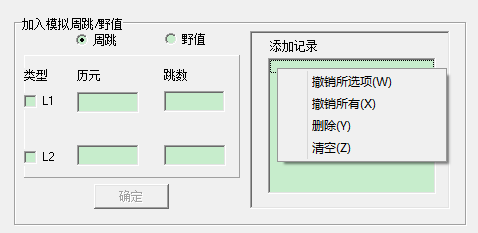 加入模拟周跳/野值
周跳
野值
类型
历元
跳数
L1
L2
确定
添加记录
撤销所选项(W)
撤销所有(X)
删除(Y)
清空(Z)